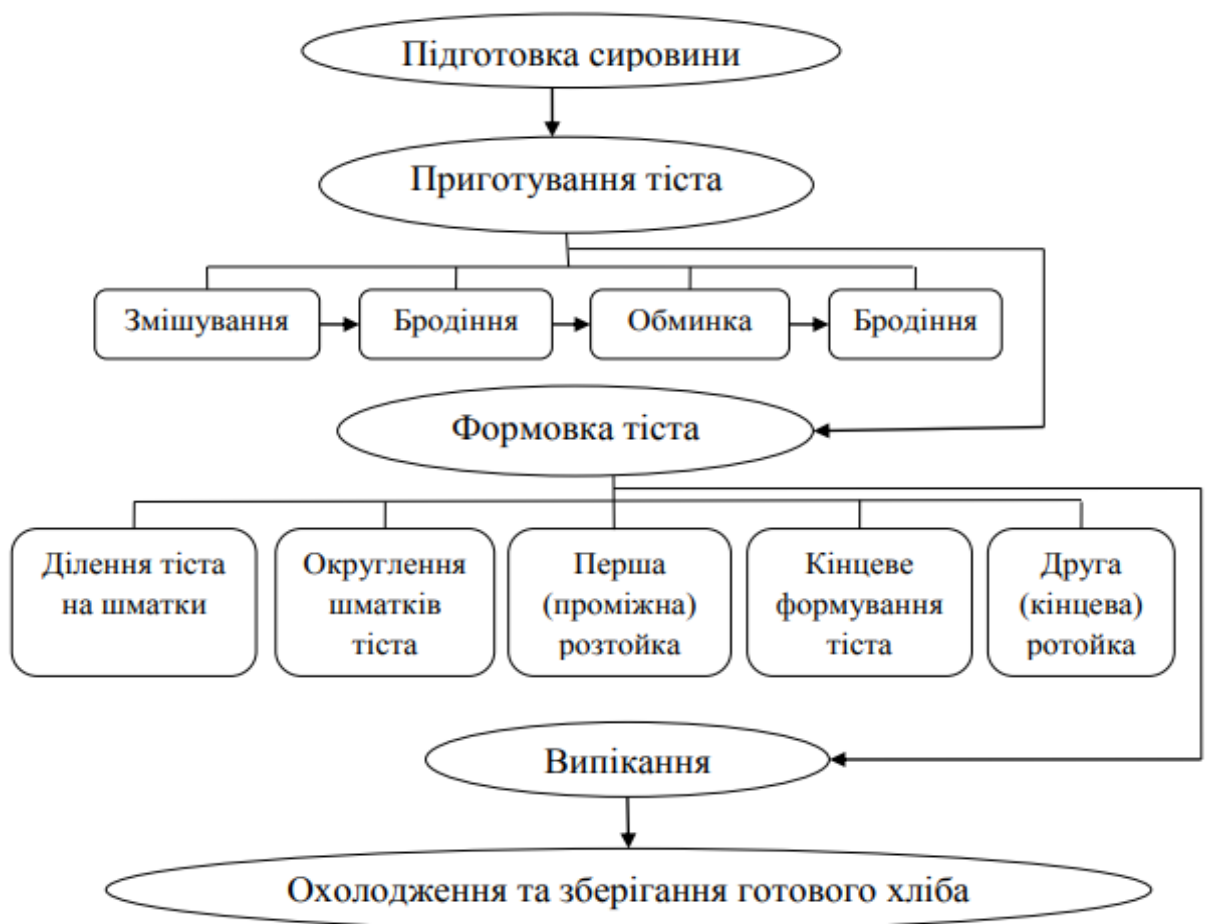 Підготовка сировини
Приготування тіста
Змішування
Бродіння
Обминка
Бродіння
Формовка тіста
Ділення тіста
на шматки
Округлення
шматків
тіста
Перша
(проміжна)
розтойка
Кінцеве
формування
тіста
Друга
(кінцева)
ротойка
Випікання
Охолодження та зберігання готового хліба